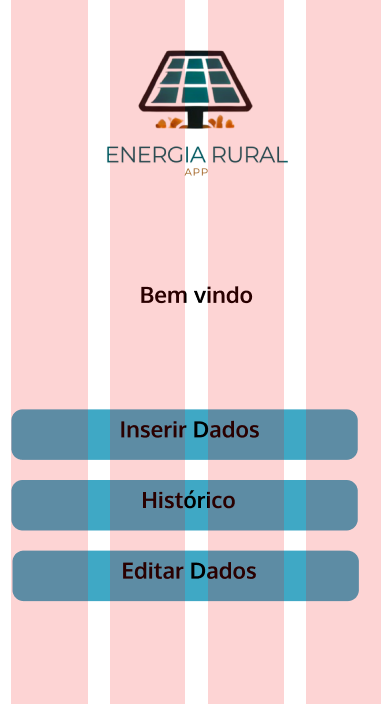 ENERGIA RURAL
APP
Bem vindo
Inserir Dados
Histórico
Editar Dados